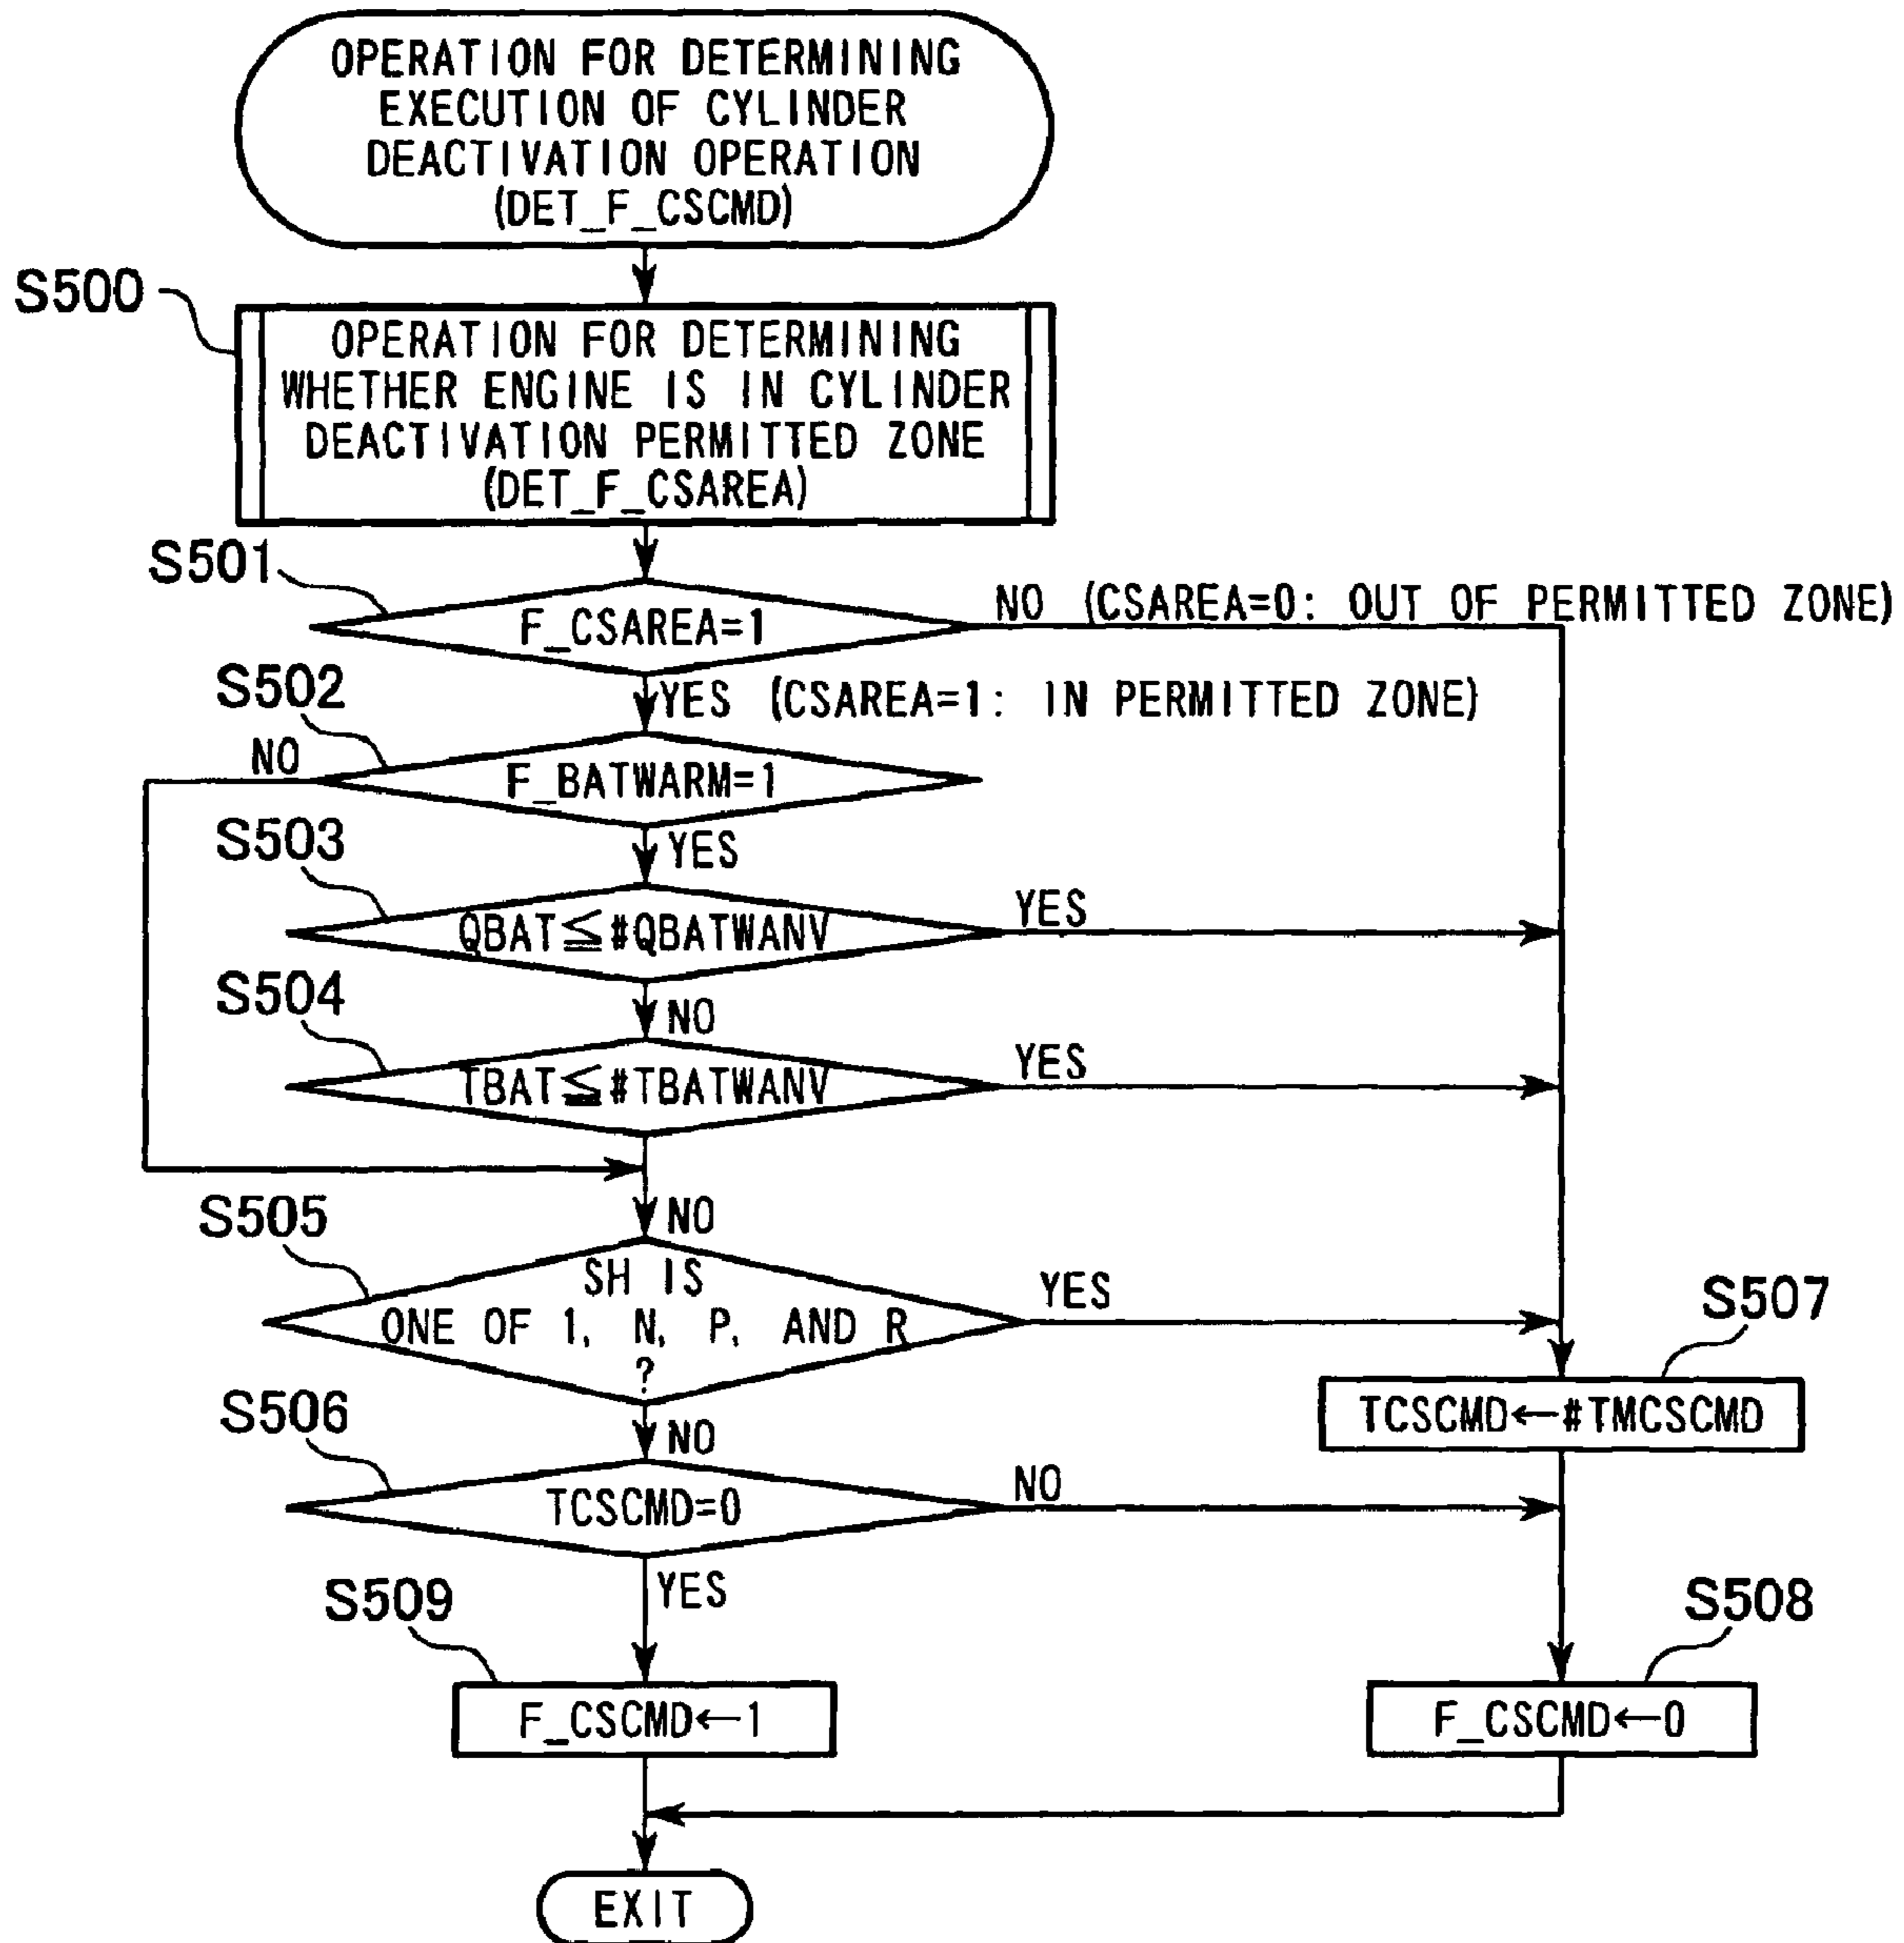 OPERATION FOR DETERMINING
EXECUTION OF CYLINDER
DEACTIVATION OPERATION
(DET_F_CSCMD)
S500
OPERATION FOR DETERMINING
WHETHER ENGINE IS IN CYLINDER
DEACTIVATION PERMITTED ZONE
(DET_F_CSAREA)
S501
F_CSAREA=1
NO (CSAREA=0: OUT OF PERMITTED ZONE)
YES (CSAREA=1: IN PERMITTED ZONE)
S502
NO
F_BATWARM=1
YES
S503
QBAT≦#QBATWANV
YES
NO
S504
TBAT≦#TBATWANV
YES
NO
S505
SH IS
ONE OF 1, N, P, AND R
?
YES
NO
S507
TCSCMD←#TMCSCMD
S506
TCSCMD=0
NO
YES
S509
F_CSCMD←1
S508
F_CSCMD←0
EXIT